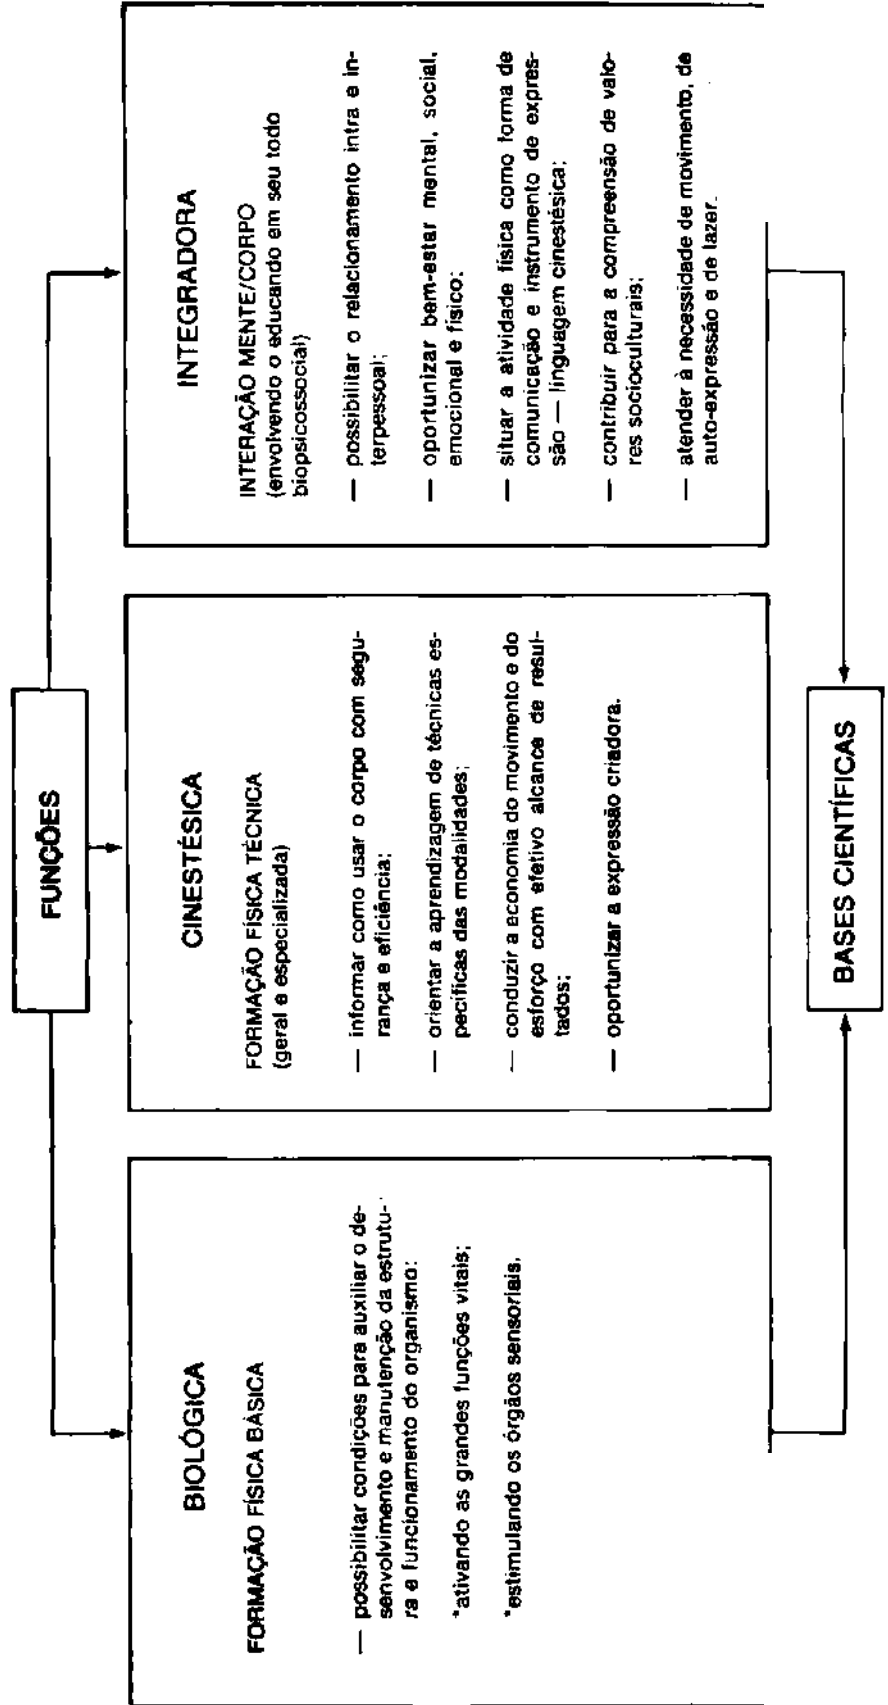 FUNÇÕES
BIOLÓGICA
FORMAÇÃO FÍSICA BÁSICA
— possibilitar condições para auxiliar o de-
senvolvimento e manutenção da estrutu-
ra e funcionamento do organismo:
*ativando as grandes funções vitais;
*estimulando os órgãos sensoriais.
CINESTÉSICA
FORMAÇÃO FÍSICA TÉCNICA
(geral e especializada)
— informar como usar o corpo com segu-
rança e eficiência;
— orientar a aprendizagem de técnicas es-
pecíficas das modalidades;
— conduzir a economia do movimento e do
esforço com efetivo alcance de resul-
tados;
— oportunizar a expressão criadora.
INTEGRADORA
INTERAÇÃO MENTE/CORPO
(envolvendo o educando em seu todo
biopsicossocial)
— possibilitar o relacionamento intra e in-
terpessoal;
— oportunizar bem-estar mental, social,
emocional e físico;
— situar a atividade física como forma de
comunicação e instrumento de expres-
são — linguagem cinestésica;
— contribuir para a compreensão de valo-
res socioculturais;
— atender à necessidade de movimento, de
auto-expressão e de lazer.
BASES CIENTÍFICAS